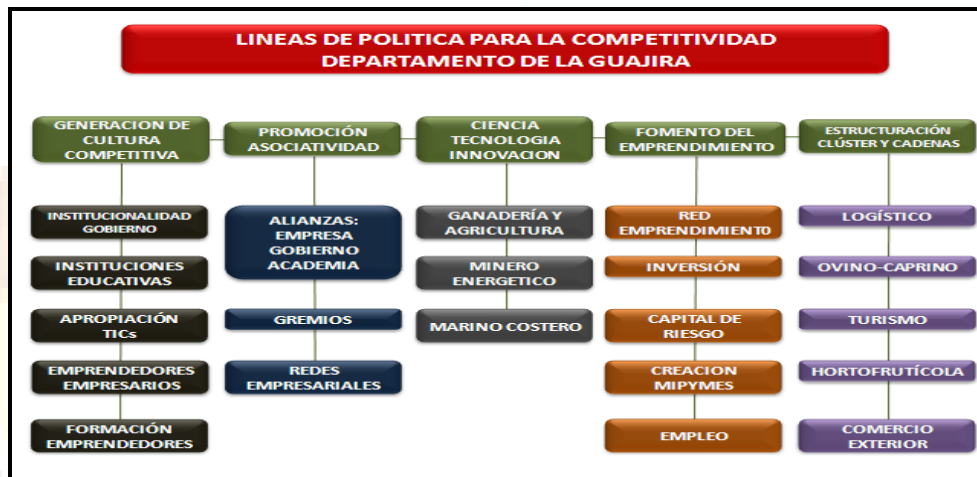 LINEAS DE POLITICA PARA LA COMPETITIVIDAD
DEPARTAMENTO DE LA GUAJIRA
GENERACION DE
CULTURA
COMPETITIVA
INSTITUCIONALIDAD
GOBIERNO
INSTITUCIONES
EDUCATIVAS
APROPIACIÓN
TICs
EMPRENDEDORES
EMPRESARIOS
FORMACIÓN
EMPRENDEDORES
PROMOCIÓN
ASOCIATIVIDAD
ALIANZAS:
EMPRESA
GOBIERNO
ACADEMIA
GREMIOS
REDES
EMPRESARIALES
CIENCIA
TECNOLOGIA
INNOVACION
GANADERÍA Y
AGRICULTURA
MINERO
ENERGETICO
MARINO COSTERO
FOMENTO DEL
EMPRENDIMIENTO
RED
EMPRENDIMIENT0
INVERSIÓN
CAPITAL DE
RIESGO
CREACION
MIPYMES
EMPLEO
ESTRUCTURACIÓN
CLÚSTER Y CADENAS
LOGÍSTICO
OVINO-CAPRINO
TURISMO
HORTOFRUTÍCOLA
COMERCIO
EXTERIOR